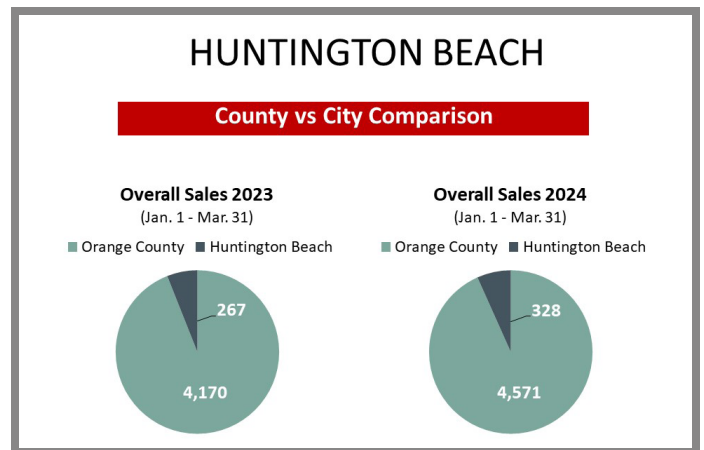 HUNTINGTON BEACH
County vs City Comparison
Overall Sales 2023
(Jan. 1 - Mar. 31)
Orange County Huntington Beach
267
4,170
Overall Sales 2024
(Jan. 1 - Mar. 31)
Orange County Huntington Beach
328
4,571